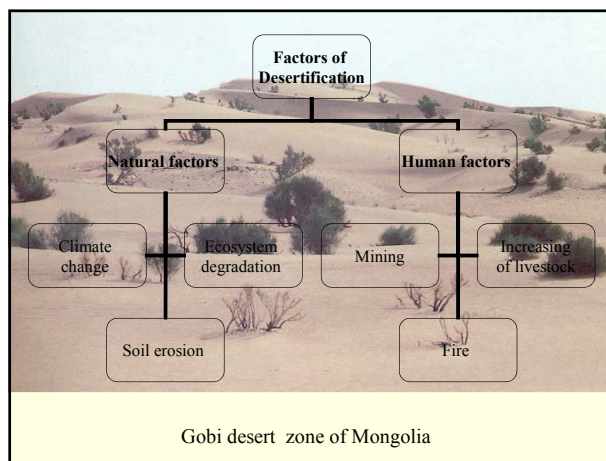 Factors of
Desertification
Natural factors
Human factors
Climate
change
Ecosystem
degradation
Mining
Increasing
of livestock
Soil erosion
Fire
Gobi desert zone of Mongolia